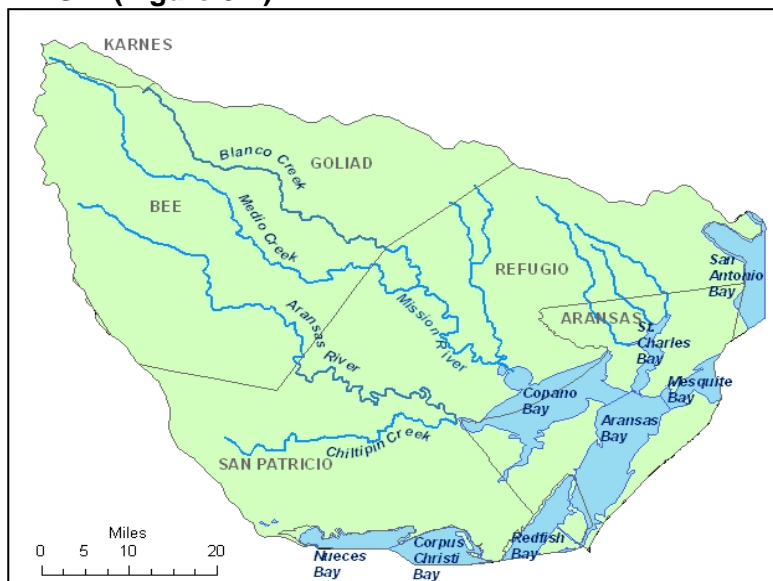 KARNES
Blanco Creek
GOLIAD
BEE
Medio Creek
REFUGIO
San
Antonio
Bay
Mission
River
ARANSAS
St.
Charles
Bay
Aransas
River
Mesquite
Bay
Copano
Bay
Aransas
Bay
Chiltipin Creek
SAN PATRICIO
Miles
0 5 10 20
Nueces
Bay
Corpus
Christi
Bay
Redfish
Bay